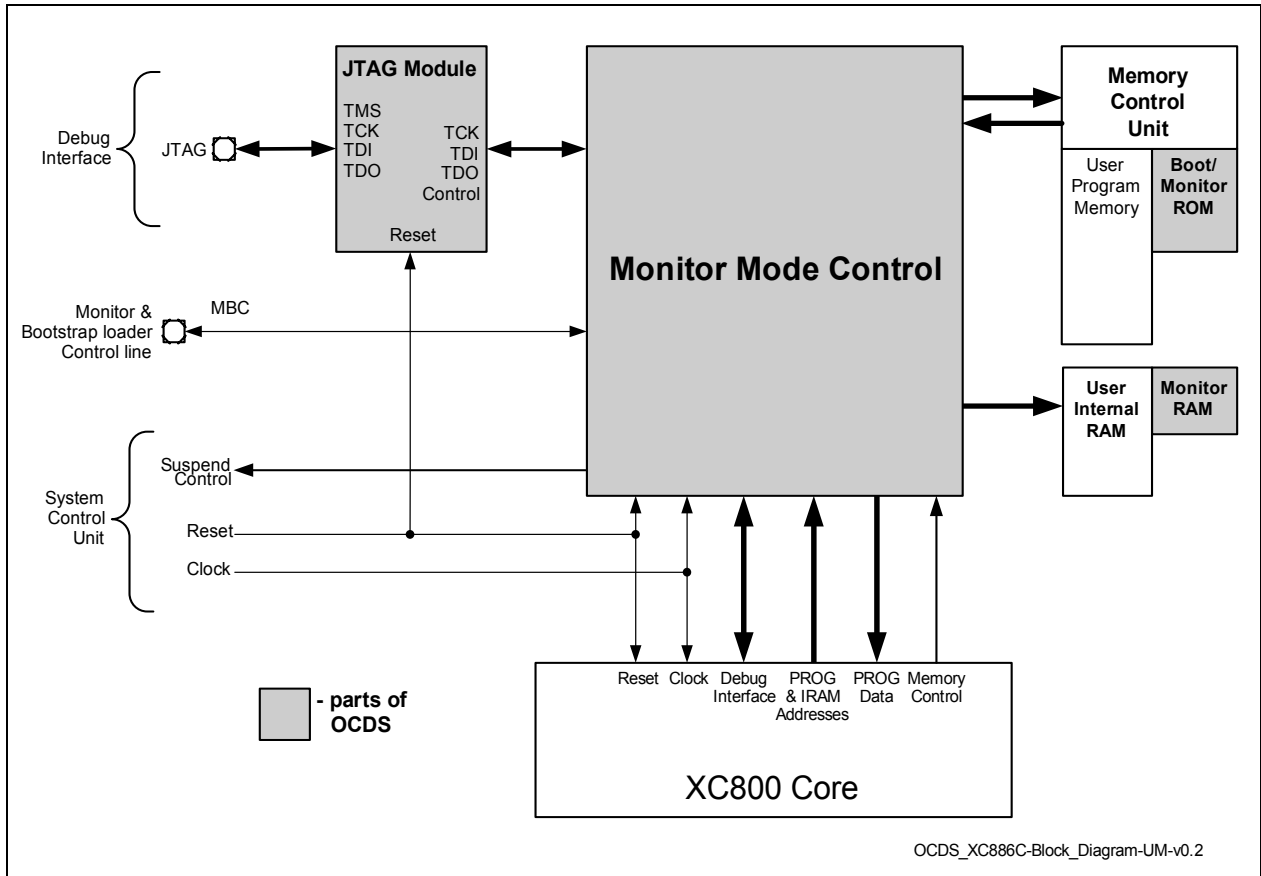 JTAG Module
TMS
TCK
TDI
TDO
TCK
TDI
TDO
Control
Reset
Debug
Interface
JTAG
Monitor Mode Control
Memory
Control
Unit
User
Program
Memory
Boot/
Monitor
ROM
Monitor &
Bootstrap loader
Control line
MBC
User
Internal
RAM
Monitor
RAM
System
Control
Unit
Suspend
Control
Reset
Clock
Reset
Clock
Debug
Interface
PROG
& IRAM
Addresses
PROG
Data
Memory
Control
- parts of
OCDS
XC800 Core
OCDS_XC886C-Block_Diagram-UM-v0.2